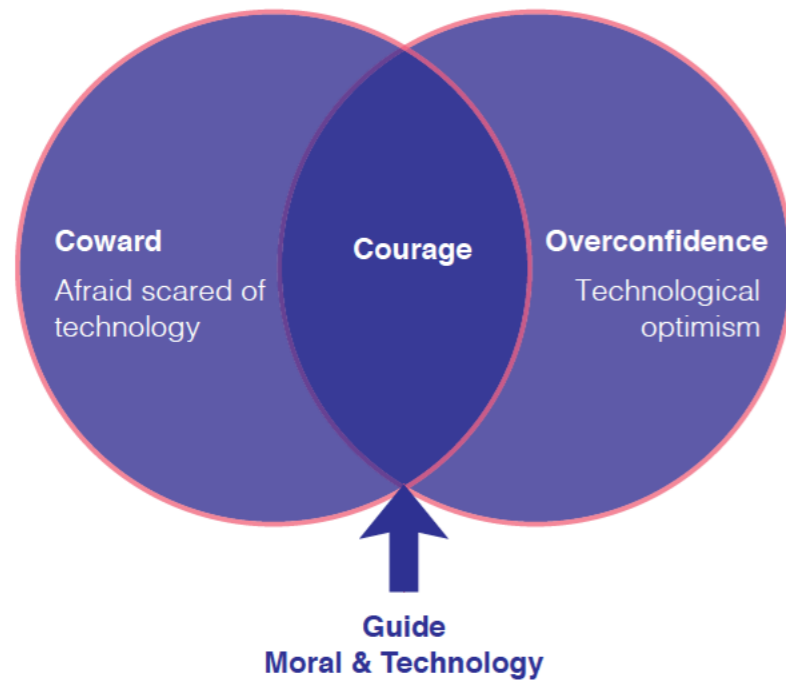 Coward
Afraid scared of
technology
Courage
Overconfidence
Technological
optimism
Guide
Moral & Technology